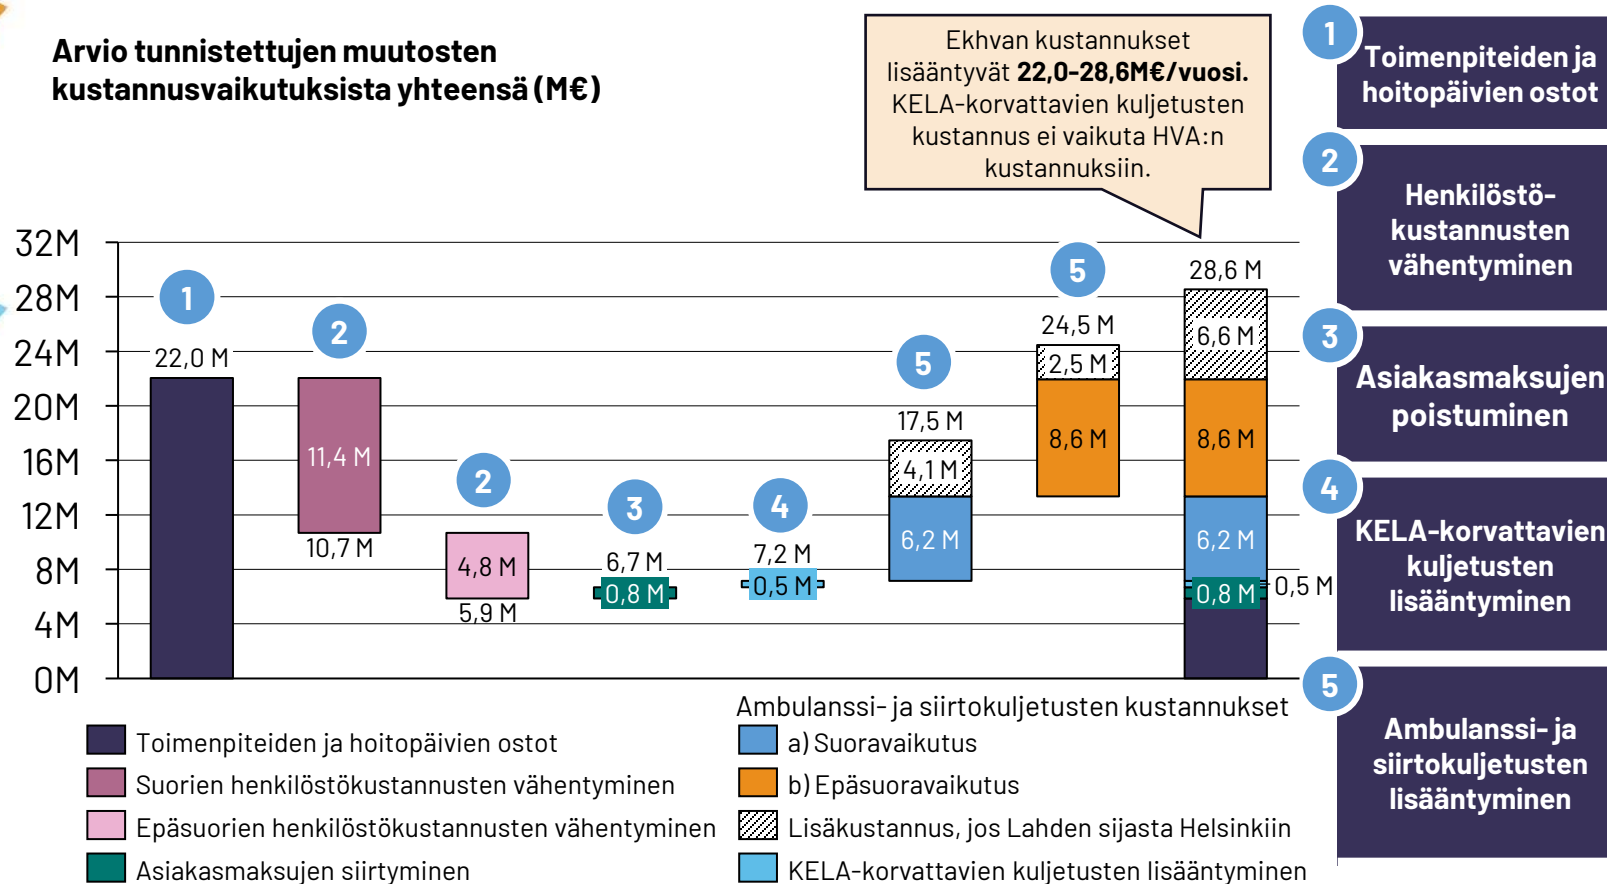 Arvio tunnistettujen muutosten
kustannusvaikutuksista yhteensä (M€)
Ekhvan kustannukset
lisääntyvät 22,0-28,6M€/vuosi.
KELA-korvattavien kuljetusten
kustannus ei vaikuta HVA:n
kustannuksiin.
32M
28M
24M
20M
16M
12M
8M
4M
0M
1
22,0 M
2
11,4 M
10,7 M
2
4,8 M
5,9 M
3
6,7 M
0,8 M
4
7,2 M
0,5 M
5
17,5 M
4,1 M
6,2 M
5
24,5 M
2,5 M
8,6 M
28,6 M
6,6 M
8,6 M
6,2 M
0,5 M
0,8 M
Toimenpiteiden ja hoitopäivien ostot
Suorien henkilöstökustannusten vähentyminen
Epäsuorien henkilöstökustannusten vähentyminen
Asiakasmaksujen siirtyminen
Ambulanssi- ja siirtokuljetusten kustannukset
a) Suoravaikutus
b) Epäsuoravaikutus
Lisäkustannus, jos Lahden sijasta Helsinkiin
KELA-korvattavien kuljetusten lisääntyminen
1
Toimenpiteiden ja
hoitopäivien ostot
2
Henkilöstö-
kustannusten
vähentyminen
3
Asiakasmaksujen
poistuminen
4
KELA-korvattavien
kuljetusten
lisääntyminen
5
Ambulanssi- ja
siirtokuljetusten
lisääntyminen